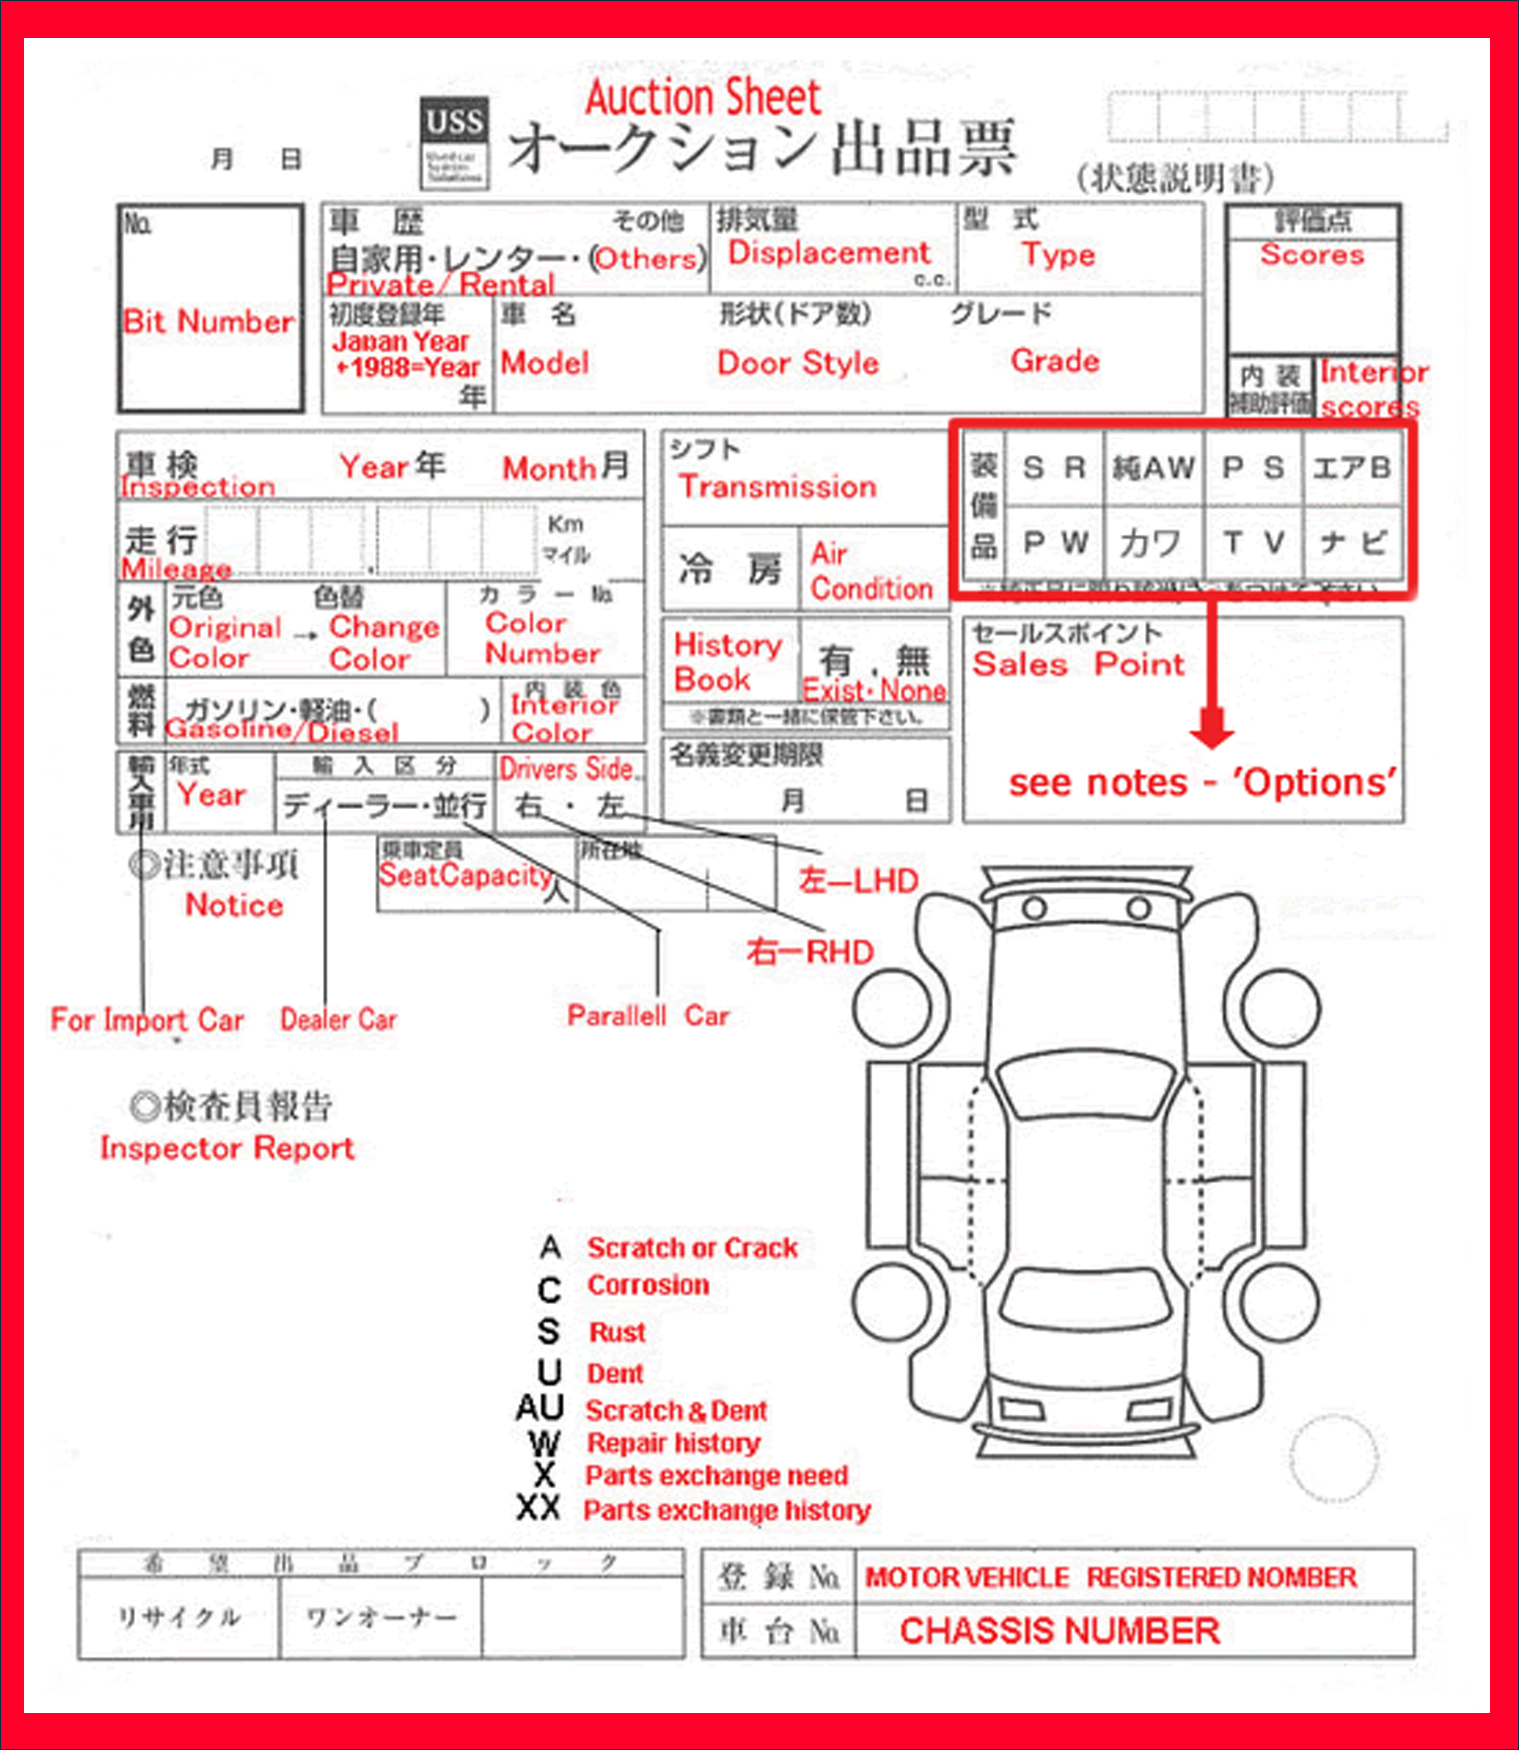 Auction Sheet
USS
オークション出品票
月 日
(状態説明書)
No.
Bit Number
車 歴 その他
自家用・レンター・(Others)
Private/Rental
排気量
Displacement
c.c.
型 式
Type
評価点
Scores
初度登録年
Japan Year
+1988=Year
年
車 名
Model
形状(ドア数)
Door Style
グレード
Grade
内 装
補助評価
Interior
scores
車検 Year年 Month月
Inspection
走行
Mileage
Km
マイル
外色
元色
Original
Color
→
色替
Change
Color
カ ラ ー No.
Color
Number
燃料
ガソリン・軽油・( )
Gasoline/Diesel
内 装 色
Interior
Color
輸入車用
年式
Year
輸 入 区 分
ディーラー・並行
Drivers Side
右 ・ 左
シフト
Transmission
冷 房
Air
Condition
History
Book
有 . 無
Exist・None
※書類と一緒に保管下さい。
名義変更期限
月 日
装備品
S R 純AW P S エアB
P W カワ T V ナ ビ
セールスポイント
Sales Point
see notes - 'Options'
◎注意事項
Notice
乗車定員
SeatCapacity
人
所在地
左—LHD
右—RHD
For Import Car
Dealer Car
Parallell Car
◎検査員報告
Inspector Report
A Scratch or Crack
C Corrosion
S Rust
U Dent
AU Scratch & Dent
W Repair history
X Parts exchange need
XX Parts exchange history
希 望 出 品 ブ ロ ッ ク
リサイクル ワンオーナー
登 録 No. MOTOR VEHICLE REGISTERED NOMBER
車 台 No. CHASSIS NUMBER